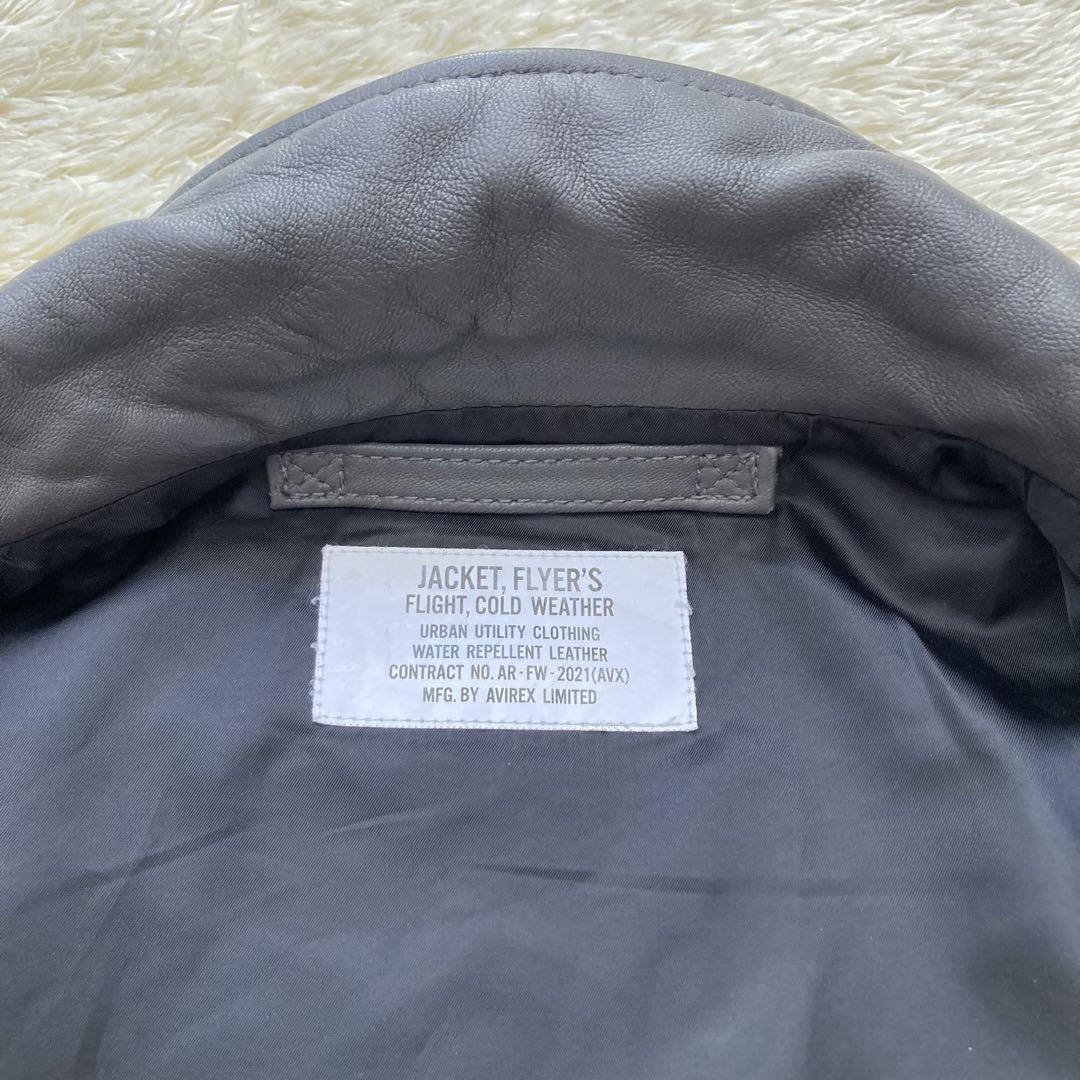 JACKET, FLYER'S
FLIGHT, COLD WEATHER
URBAN UTILITY CLOTHING
WATER REPELLENT LEATHER
CONTRACT NO. AR-FW-2021(AVX)
MFG. BY AVIREX LIMITED